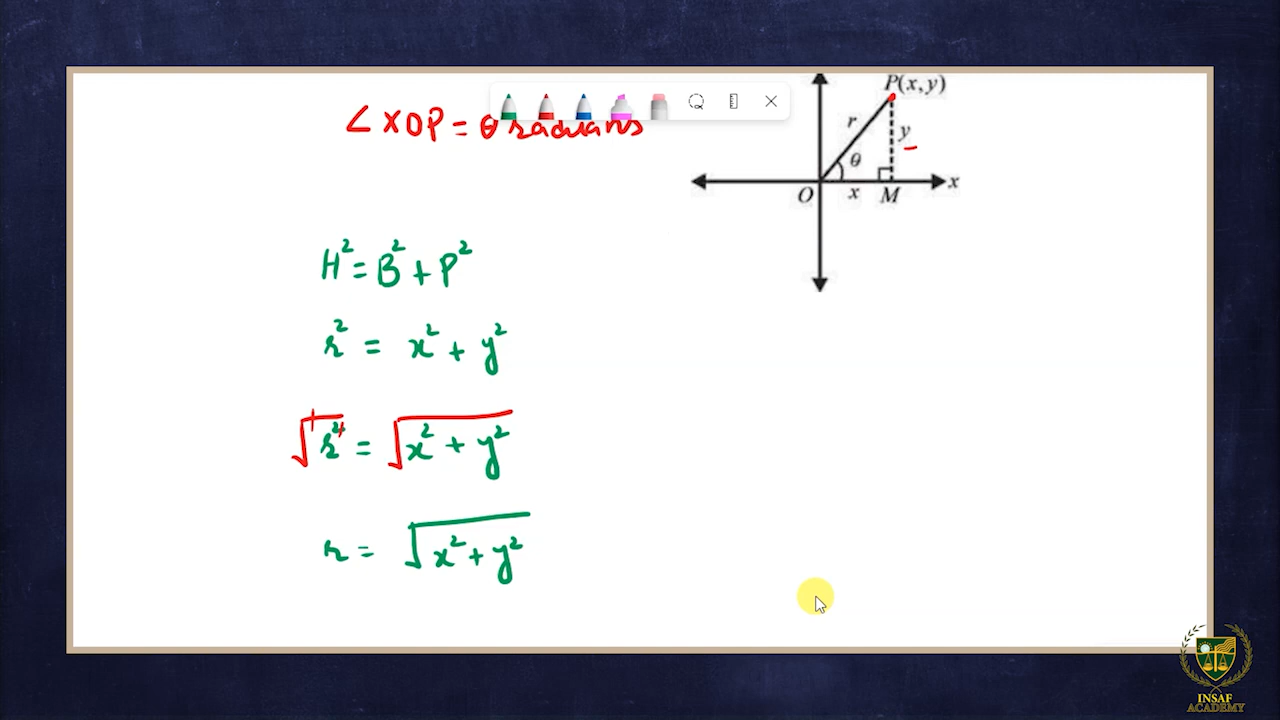 ∠XOP = θ radians
P(x, y)
r
y
θ
O
x
M
x
H² = B² + P²
r² = x² + y²
√r² = √x² + y²
r = √x² + y²
INSAF
ACADEMY